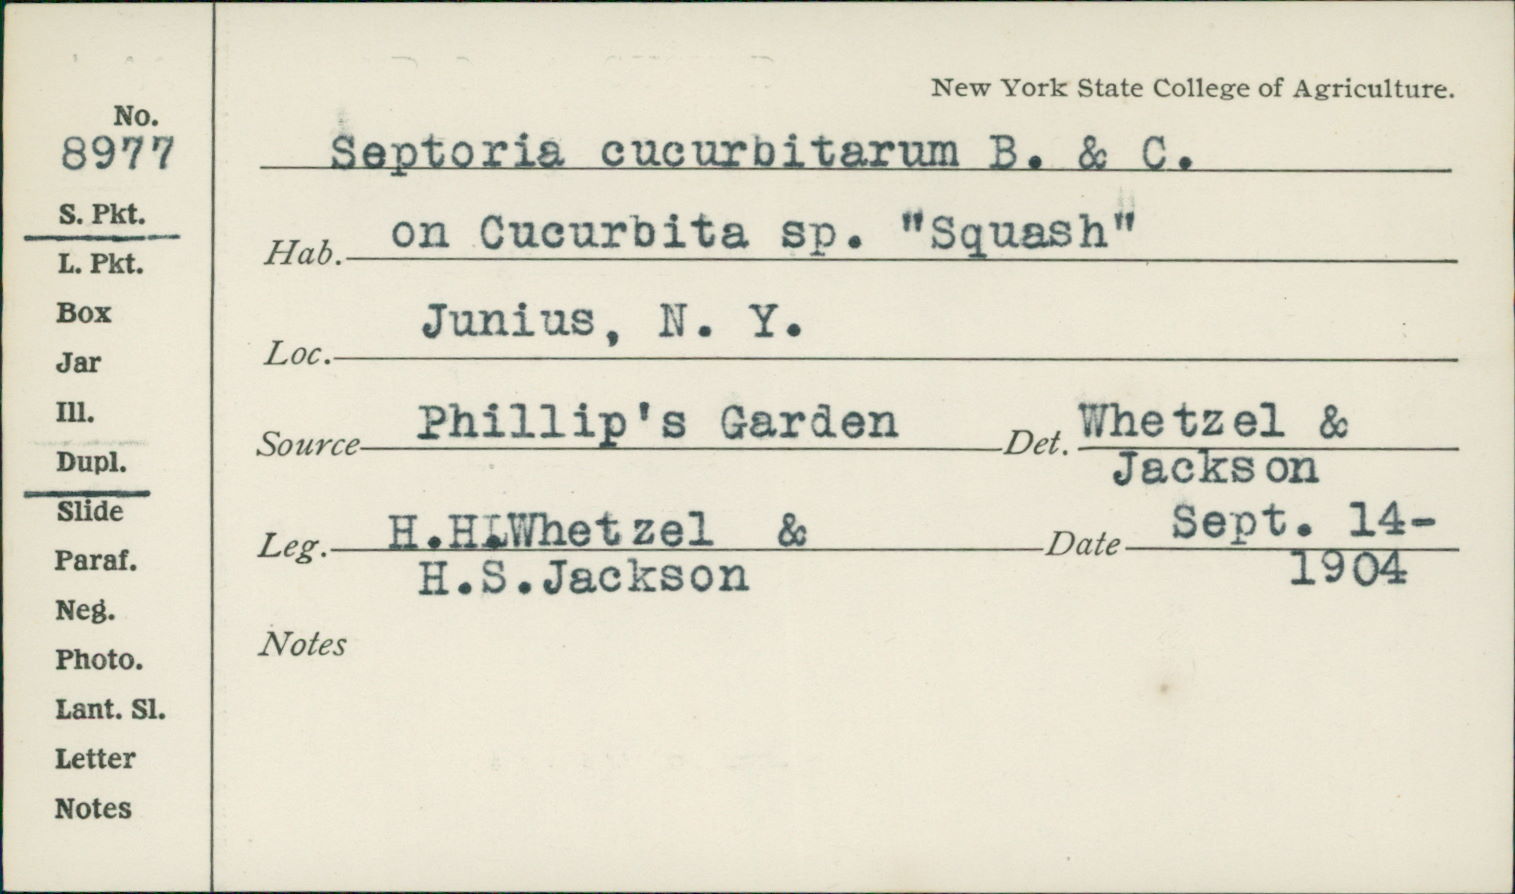 New York State College of Agriculture.
No.
8977
Septoria cucurbitarum B. & C.
S. Pkt.
Hab. on Cucurbita sp. "Squash"
L. Pkt.
Box
Loc. Junius, N. Y.
Jar
Ill.
Source Phillip's Garden Det. Whetzel &
Jackson
Dupl.
Slide
Leg. H.H.Whetzel & Date Sept. 14-
H.S.Jackson 1904
Paraf.
Neg.
Notes
Photo.
Lant. Sl.
Letter
Notes